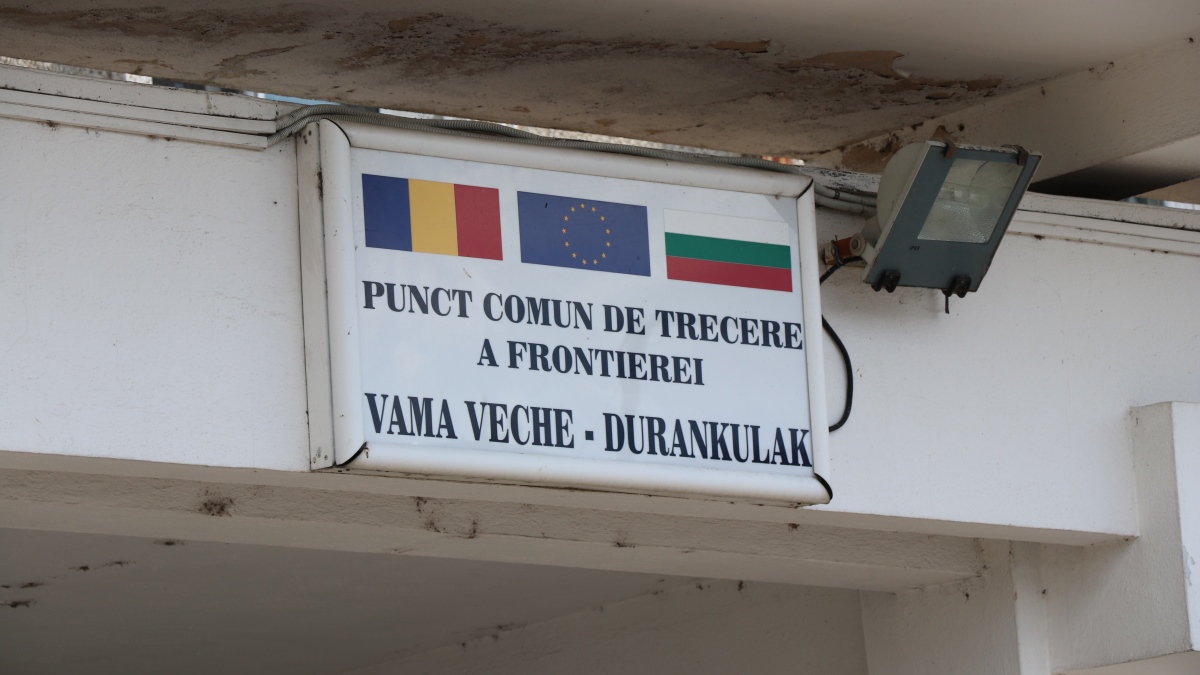 PUNCT COMUN DE TRECERE
A FRONTIEREI
VAMA VECHE - DURANKULAK